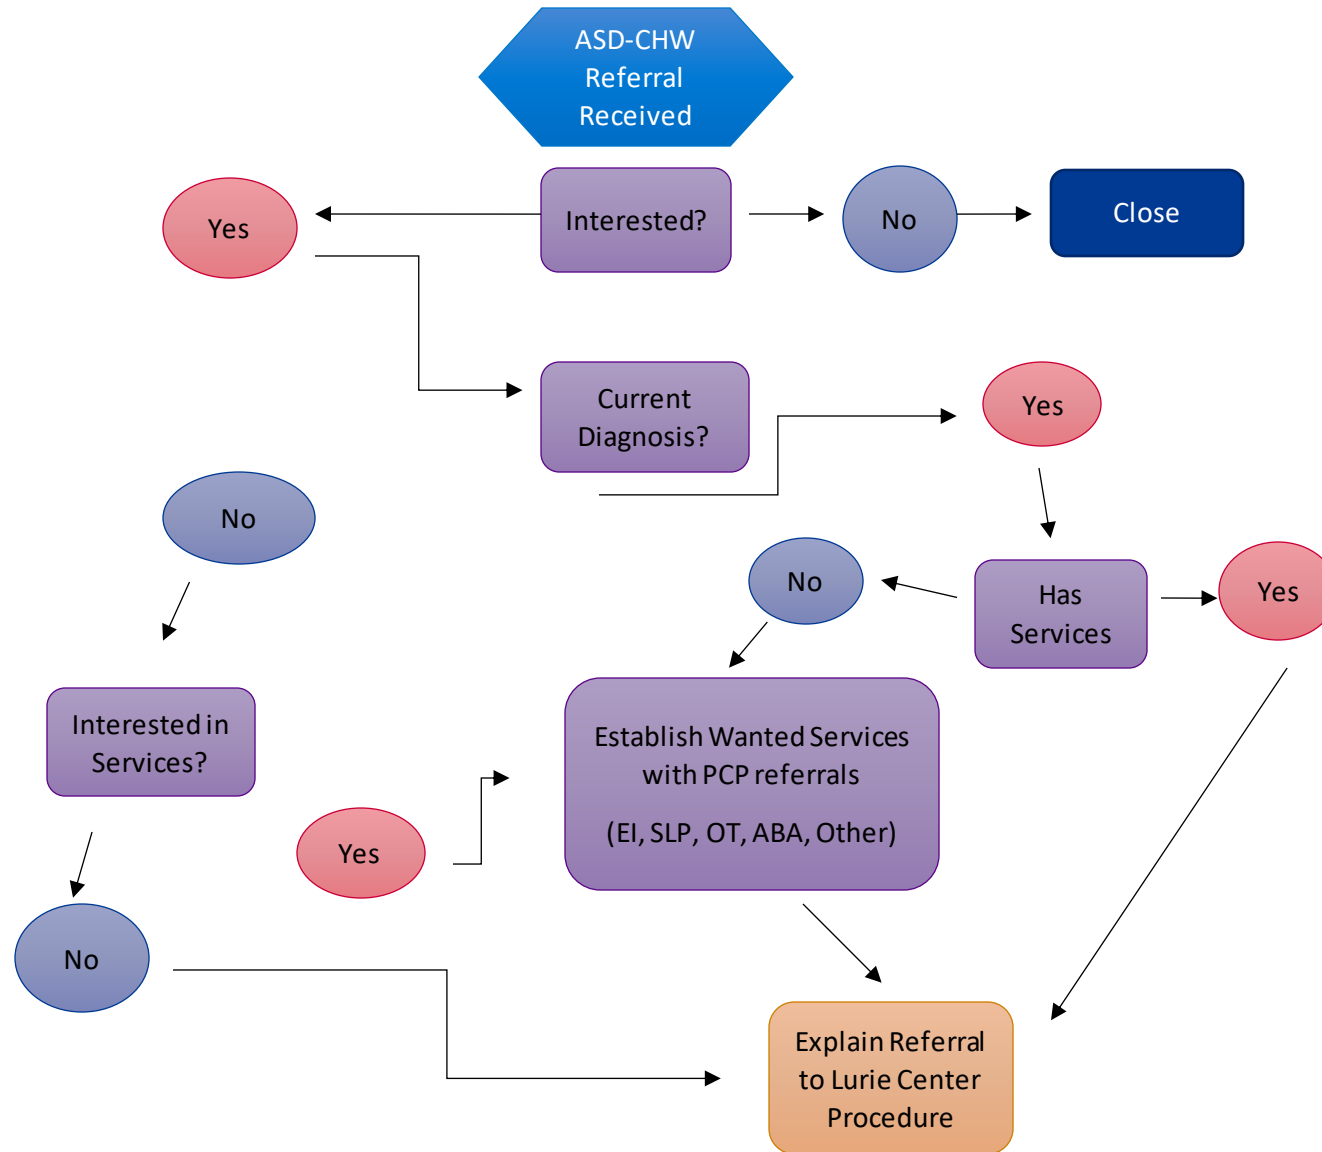 ASD-CHW
Referral
Received
Yes
Interested?
No
Close
Current
Diagnosis?
Yes
No
No
Has
Services
Yes
Interested in
Services?
Establish Wanted Services
with PCP referrals
(EI, SLP, OT, ABA, Other)
Yes
No
Explain Referral
to Lurie Center
Procedure